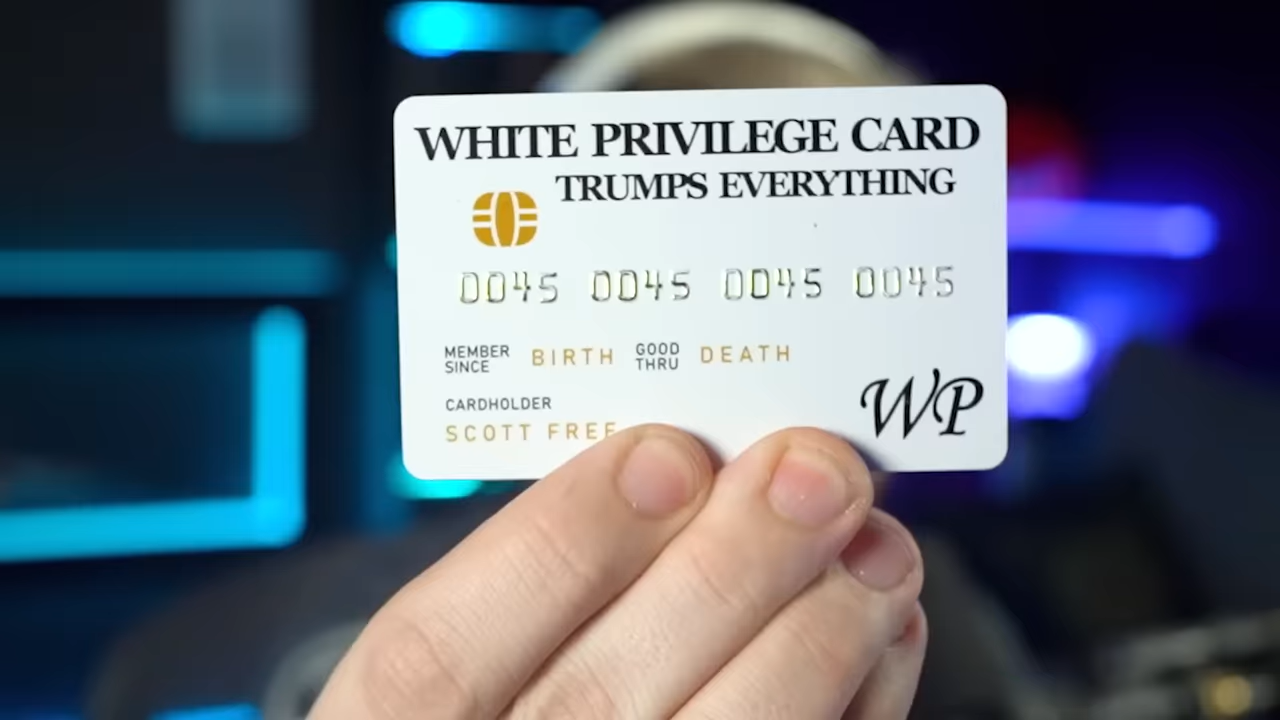 WHITE PRIVILEGE CARD
TRUMPS EVERYTHING
0045 0045 0045 0045
MEMBER SINCE BIRTH GOOD THRU DEATH
CARDHOLDER
SCOTT FREE
WP